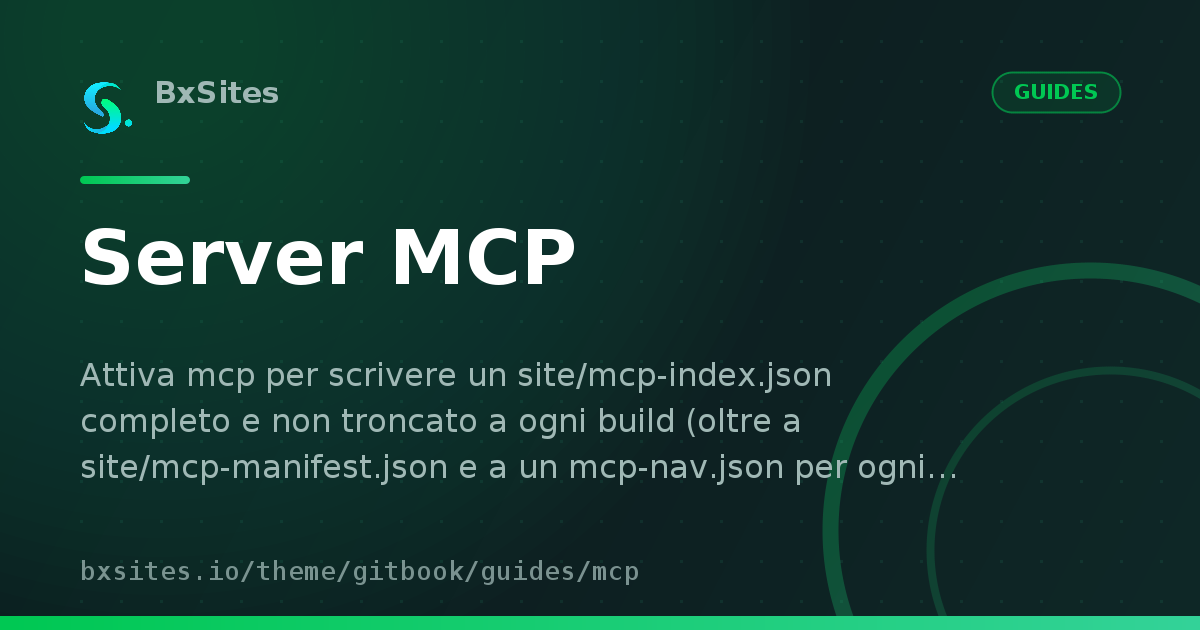 BxSites
GUIDES
Server MCP
Attiva mcp per scrivere un site/mcp-index.json
completo e non troncato a ogni build (oltre a
site/mcp-manifest.json e a un mcp-nav.json per ogni…
bxsites.io/theme/gitbook/guides/mcp